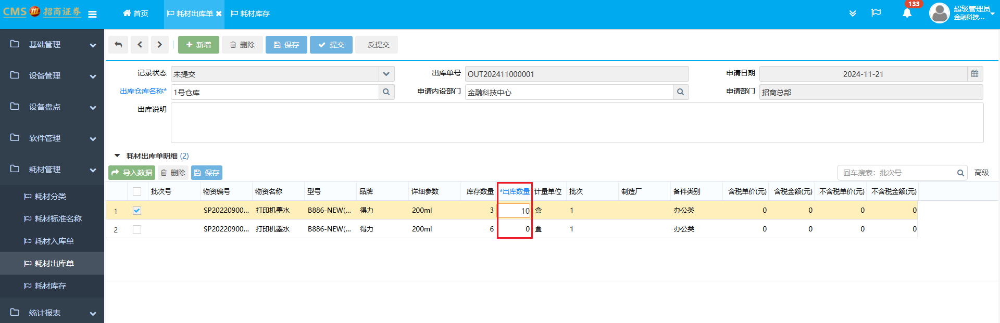 CMS 招商证券
首页
耗材出库单
耗材库存
133
超级管理员
金融科技...
基础管理
设备管理
设备盘点
软件管理
耗材管理
耗材分类
耗材标准名称
耗材入库单
耗材出库单
耗材库存
统计报表
新增 删除 保存 提交 反提交
记录状态 未提交 出库单号 OUT202411000001 申请日期 2024-11-21
出库仓库名称* 1号仓库 申请内设部门 金融科技中心 申请部门 招商总部
出库说明
耗材出库单明细 (2)
导入数据 删除 保存 回车搜索：批次号 高级
批次号 物资编号 物资名称 型号 品牌 详细参数 库存数量 *出库数量 计量单位 批次 制造厂 备件类别 含税单价(元) 含税金额(元) 不含税单价(元) 不含税金额(元)
1 SP20220900... 打印机墨水 B886-NEW(... 得力 200ml 3 10 盒 1 办公类 0 0 0 0
2 SP20220900... 打印机墨水 B886-NEW(... 得力 200ml 6 0 盒 1 办公类 0 0 0 0